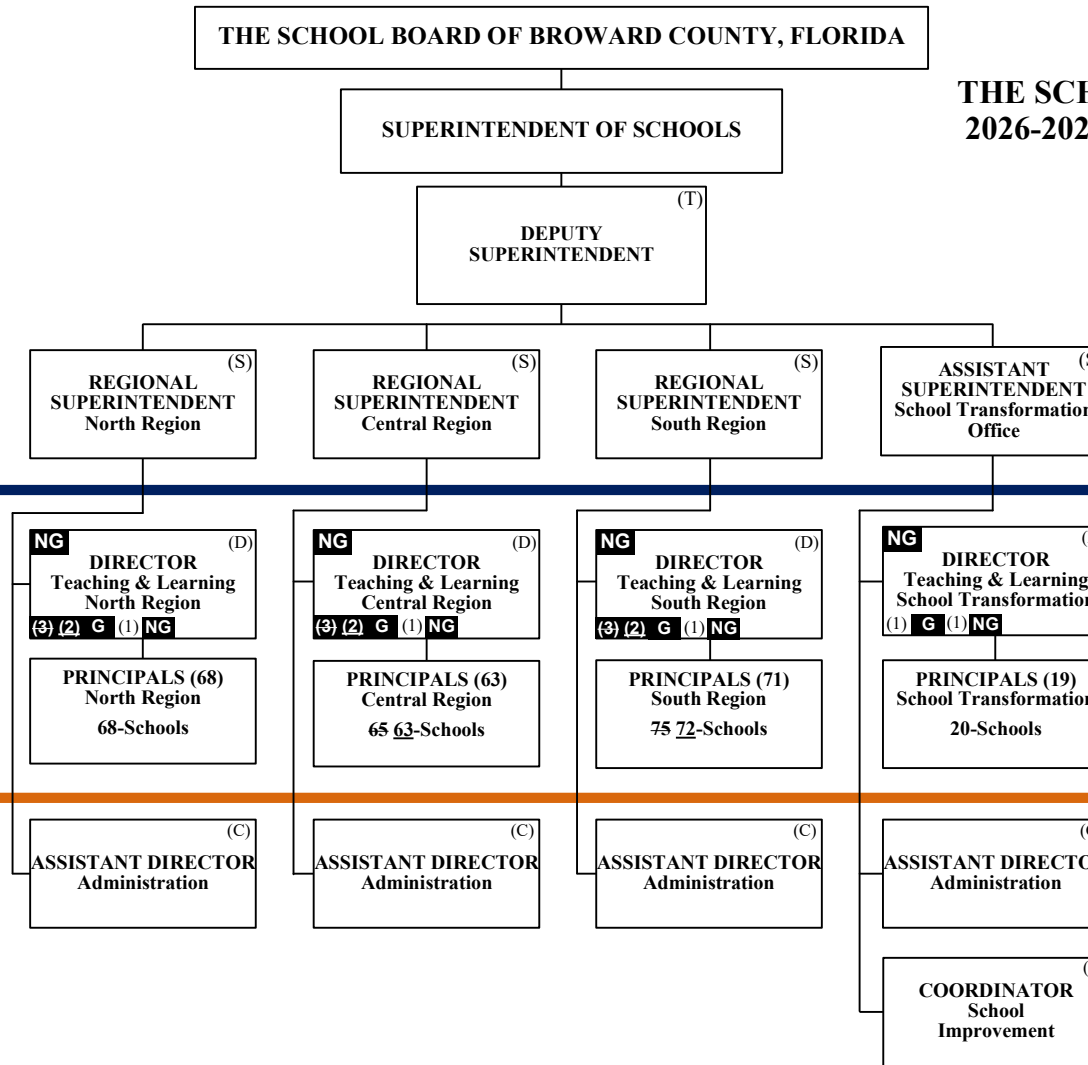 THE SCHOOL BOARD OF BROWARD COUNTY, FLORIDA
THE SCH
2026-202
SUPERINTENDENT OF SCHOOLS
(T)
DEPUTY
SUPERINTENDENT
(S)
REGIONAL
SUPERINTENDENT
North Region
(S)
REGIONAL
SUPERINTENDENT
Central Region
(S)
REGIONAL
SUPERINTENDENT
South Region
(S
ASSISTANT
SUPERINTENDENT
School Transformation
Office
NG (D)
DIRECTOR
Teaching & Learning
North Region
(3) (2) G (1) NG
NG (D)
DIRECTOR
Teaching & Learning
Central Region
(3) (2) G (1) NG
NG (D)
DIRECTOR
Teaching & Learning
South Region
(3) (2) G (1) NG
NG (
DIRECTOR
Teaching & Learning
School Transformation
(1) G (1) NG
PRINCIPALS (68)
North Region
68-Schools
PRINCIPALS (63)
Central Region
65 63-Schools
PRINCIPALS (71)
South Region
75 72-Schools
PRINCIPALS (19)
School Transformation
20-Schools
(C)
ASSISTANT DIRECTOR
Administration
(C)
ASSISTANT DIRECTOR
Administration
(C)
ASSISTANT DIRECTOR
Administration
(C
ASSISTANT DIRECTO
Administration
(
COORDINATOR
School
Improvement